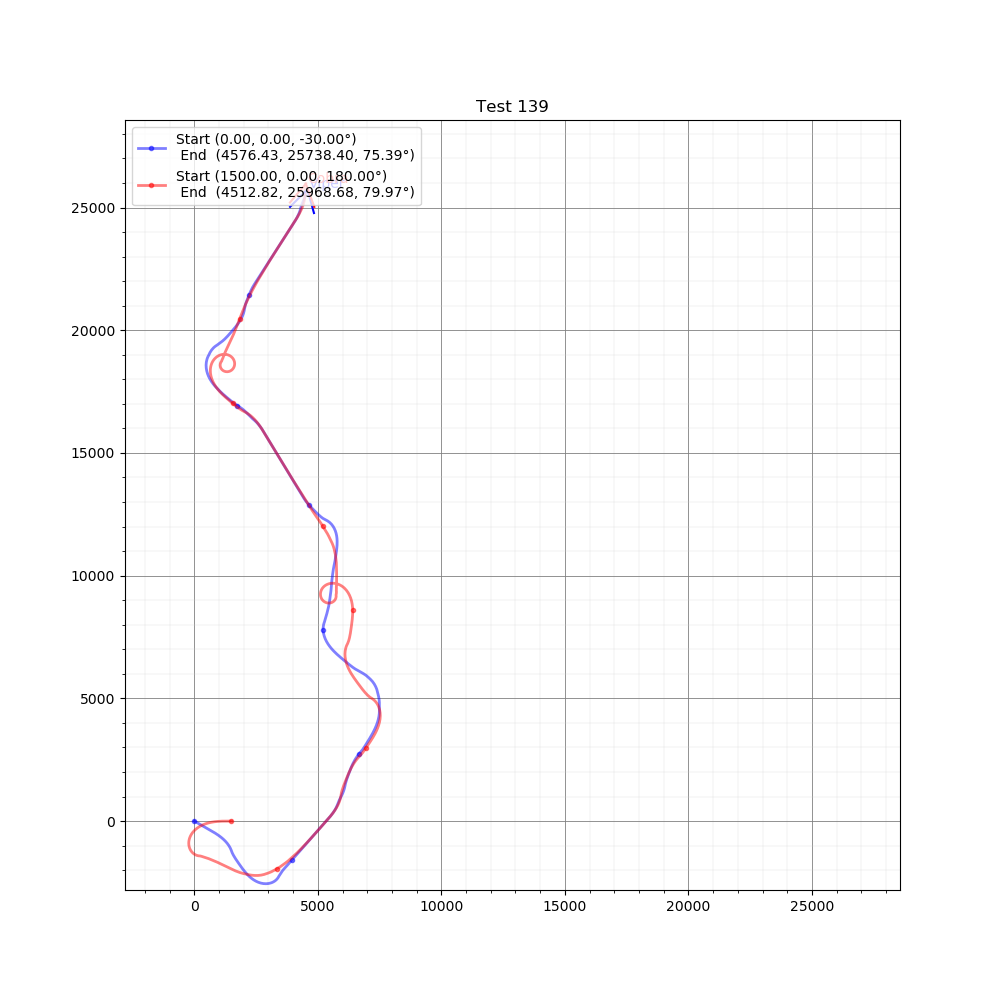 Test 139
Start (0.00, 0.00, -30.00°)
End (4576.43, 25738.40, 75.39°)
Start (1500.00, 0.00, 180.00°)
End (4512.82, 25968.68, 79.97°)
25000
20000
15000
10000
5000
0
0
5000
10000
15000
20000
25000